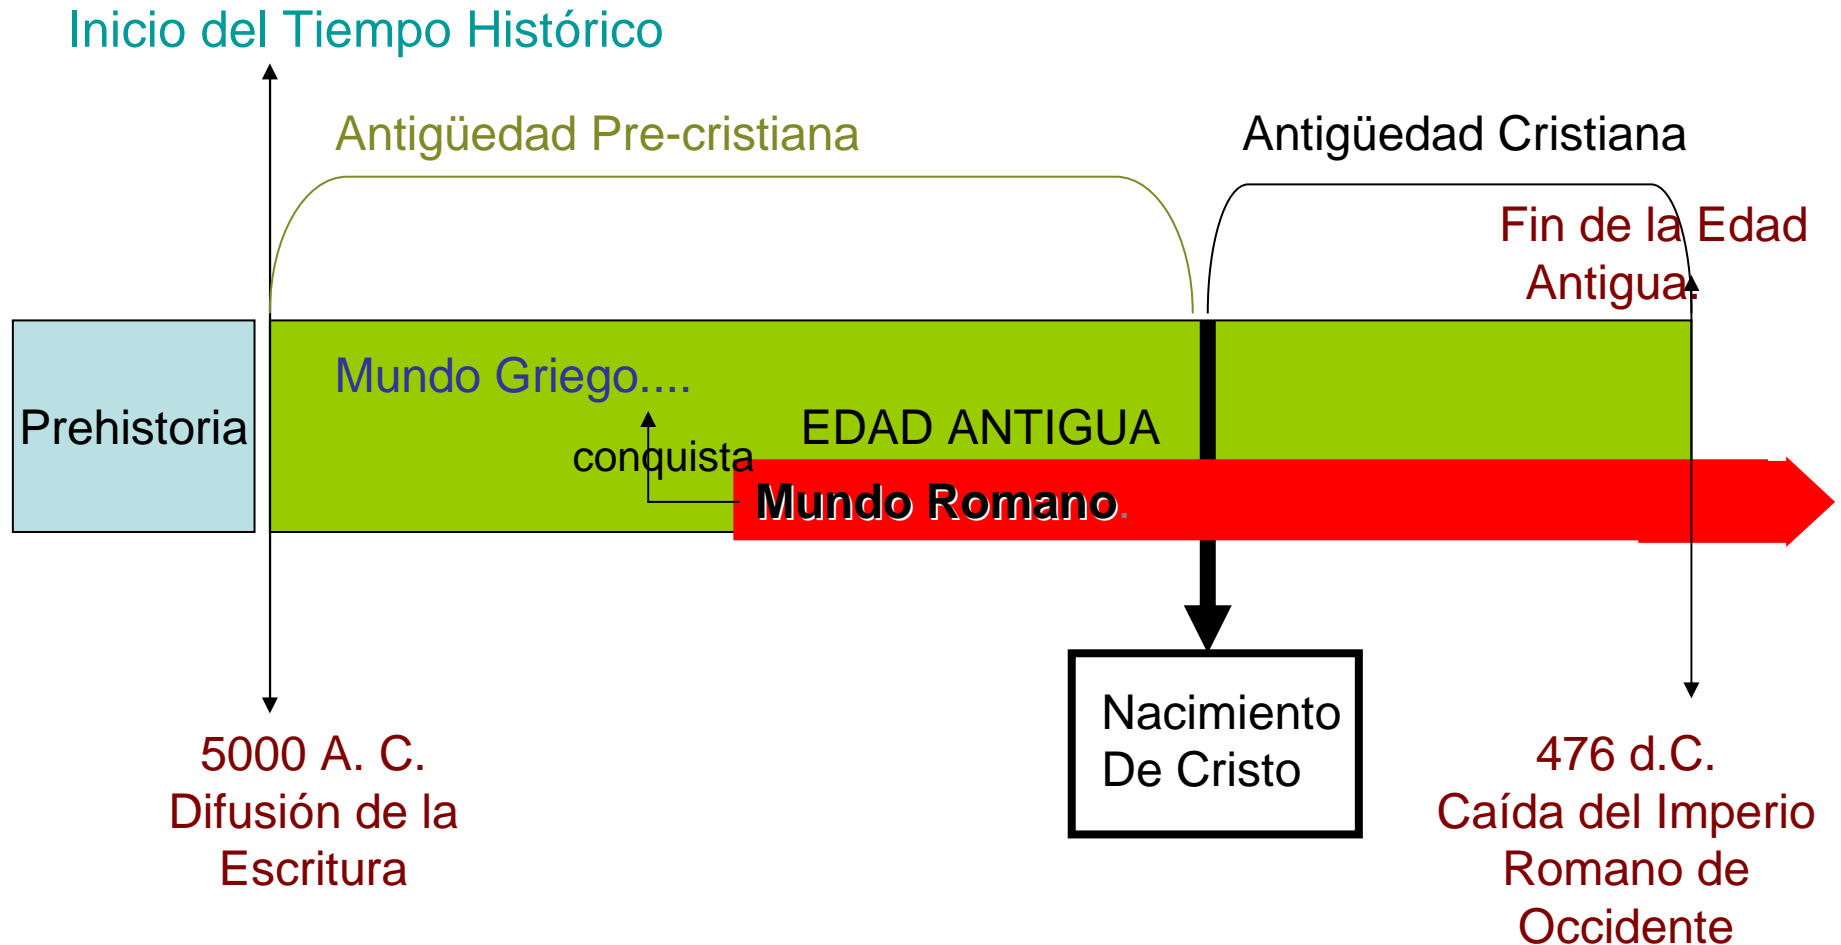 Inicio del Tiempo Histórico
Antigüedad Pre-cristiana
Antigüedad Cristiana
Fin de la Edad
Antigua.
Prehistoria
Mundo Griego....
EDAD ANTIGUA
conquista
Mundo Romano.
Nacimiento
De Cristo
5000 A. C.
Difusión de la
Escritura
476 d.C.
Caída del Imperio
Romano de
Occidente